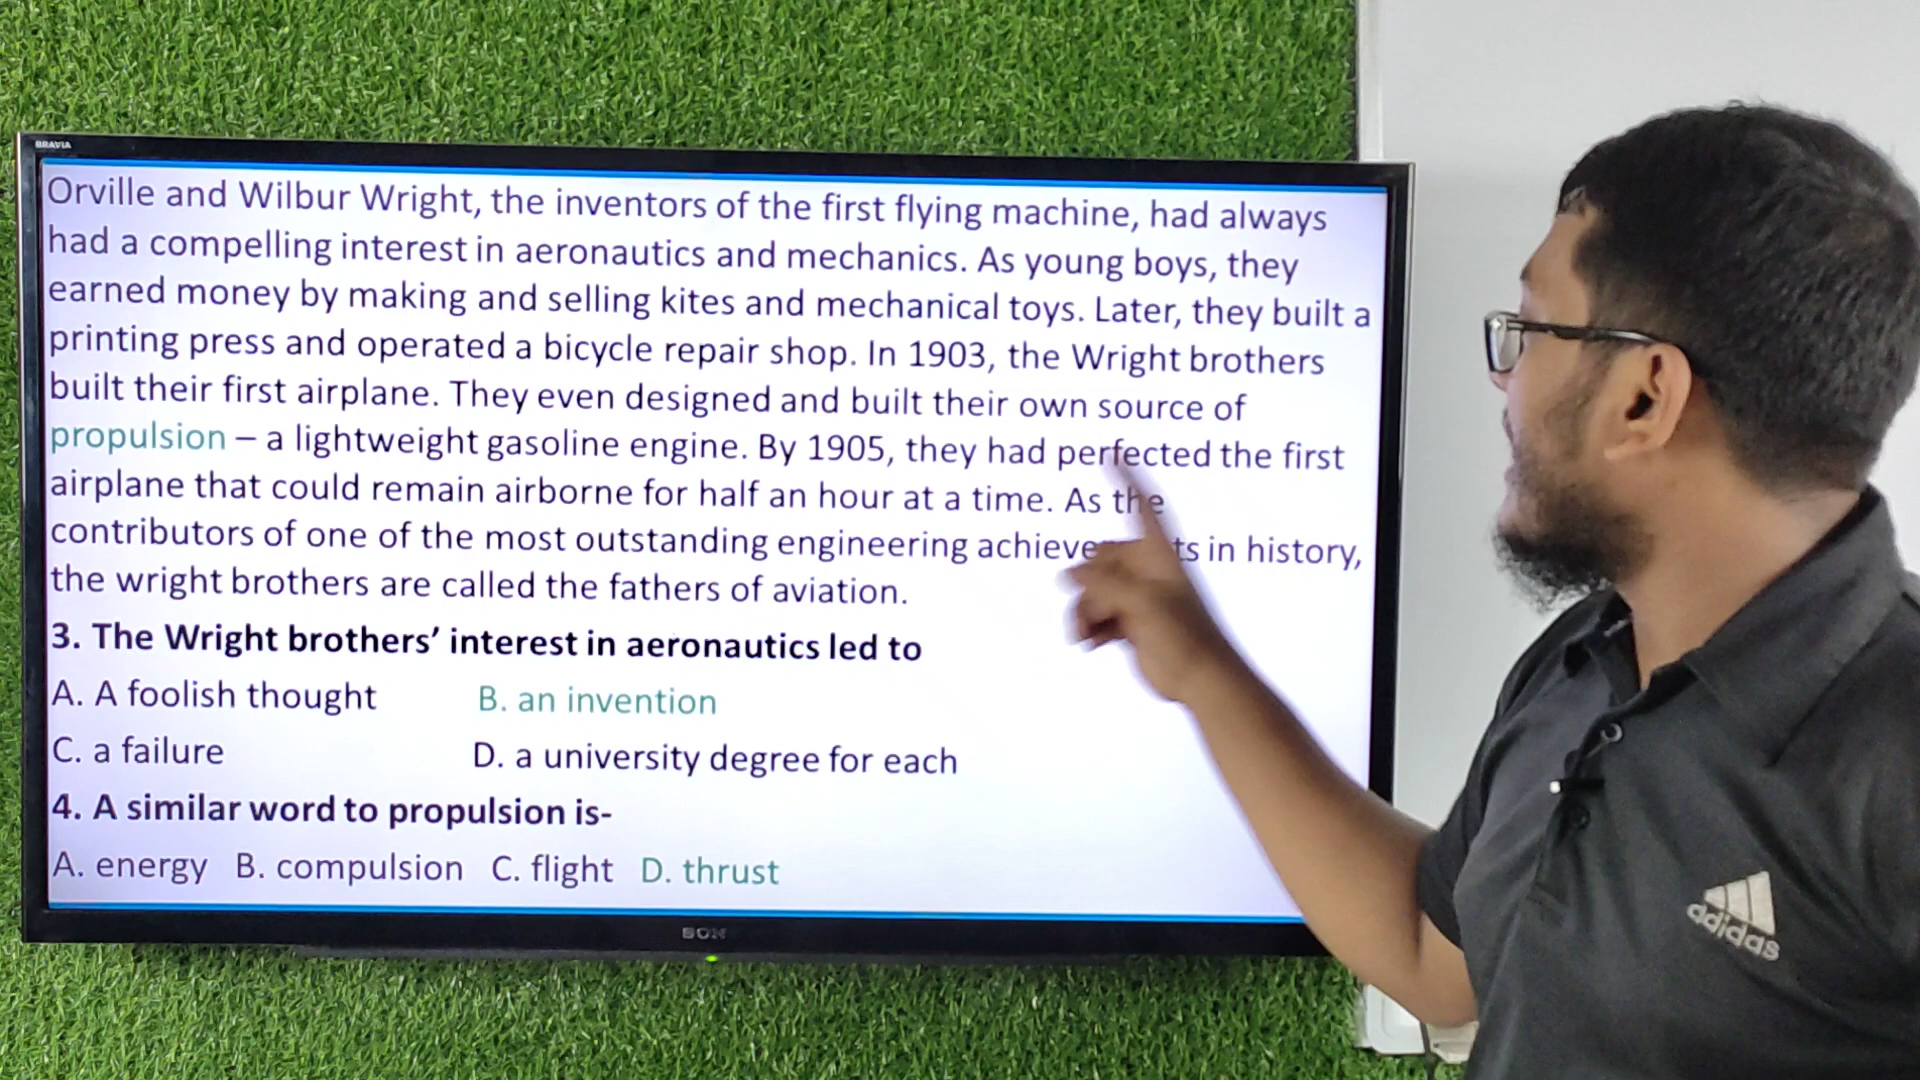 BRAVIA
Orville and Wilbur Wright, the inventors of the first flying machine, had always
had a compelling interest in aeronautics and mechanics. As young boys, they
earned money by making and selling kites and mechanical toys. Later, they built a
printing press and operated a bicycle repair shop. In 1903, the Wright brothers
built their first airplane. They even designed and built their own source of
propulsion – a lightweight gasoline engine. By 1905, they had perfected the first
airplane that could remain airborne for half an hour at a time. As the
contributors of one of the most outstanding engineering in history,
the wright brothers are called the fathers of aviation.
3. The Wright brothers’ interest in aeronautics led to
A. A foolish thought B. an invention
C. a failure D. a university degree for each
4. A similar word to propulsion is-
A. energy B. compulsion C. flight D. thrust
SONY
adidas